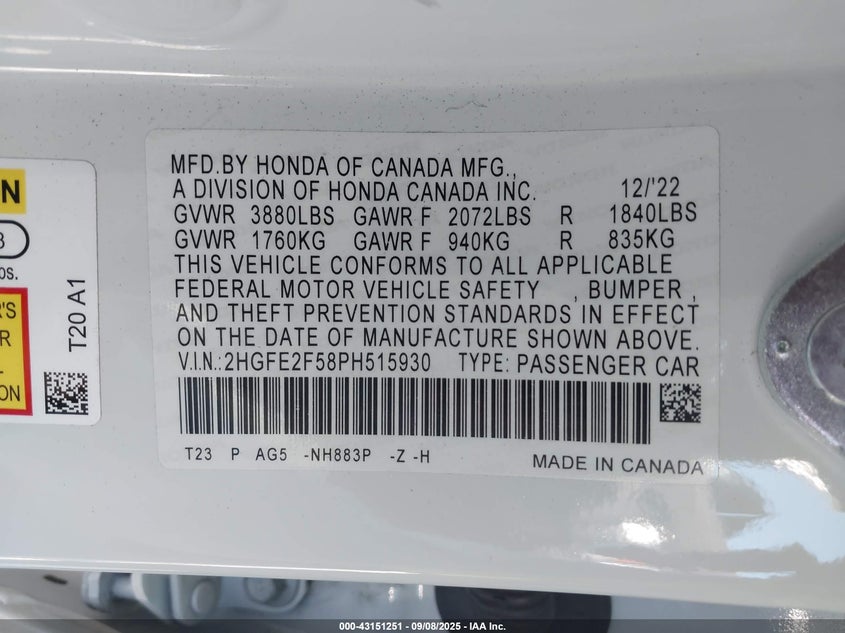 N
3
OS.
R'S
R
L-
ON
T20 A1
MFD.BY HONDA OF CANADA MFG.,
A DIVISION OF HONDA CANADA INC. 12/'22
GVWR 3880LBS GAWR F 2072LBS R 1840LBS
GVWR 1760KG GAWR F 940KG R 835KG
THIS VEHICLE CONFORMS TO ALL APPLICABLE
FEDERAL MOTOR VEHICLE SAFETY , BUMPER ,
AND THEFT PREVENTION STANDARDS IN EFFECT
ON THE DATE OF MANUFACTURE SHOWN ABOVE.
V.I.N.:2HGFE2F58PH515930 TYPE: PASSENGER CAR
T23 P AG5 -NH883P -Z -H
MADE IN CANADA
000-43151251 - 09/08/2025 - IAA Inc.